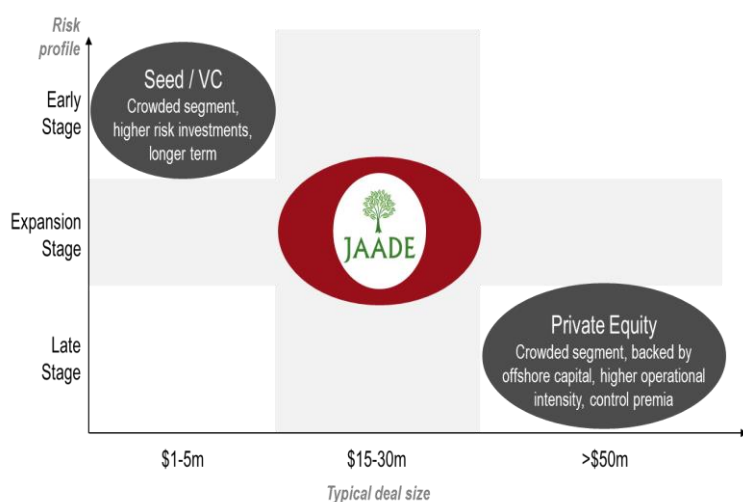 Risk
profile
Early
Stage
Seed / VC
Crowded segment,
higher risk investments,
longer term
Expansion
Stage
JAADE
Late
Stage
Private Equity
Crowded segment, backed by
offshore capital, higher operational
intensity, control premia
$1-5m
$15-30m
>$50m
Typical deal size